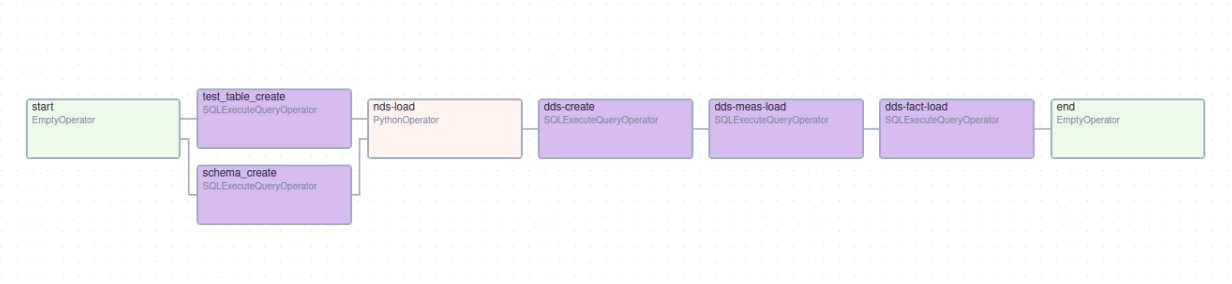 start
EmptyOperator
test_table_create
SQLExecuteQueryOperator
schema_create
SQLExecuteQueryOperator
nds-load
PythonOperator
dds-create
SQLExecuteQueryOperator
dds-meas-load
SQLExecuteQueryOperator
dds-fact-load
SQLExecuteQueryOperator
end
EmptyOperator